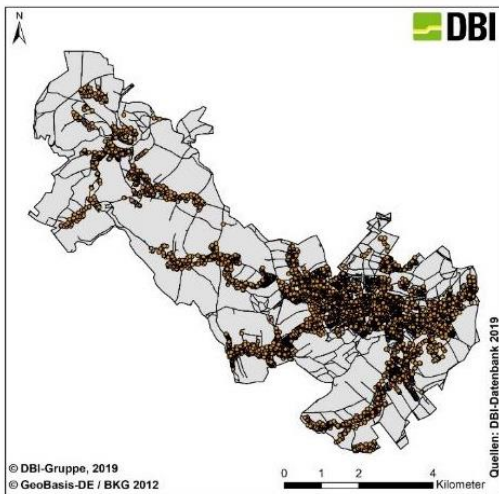 N
DBI
Quellen: DBI-Datenbank 2019
© DBI-Gruppe, 2019
© GeoBasis-DE / BKG 2012
0 1 2 4
Kilometer